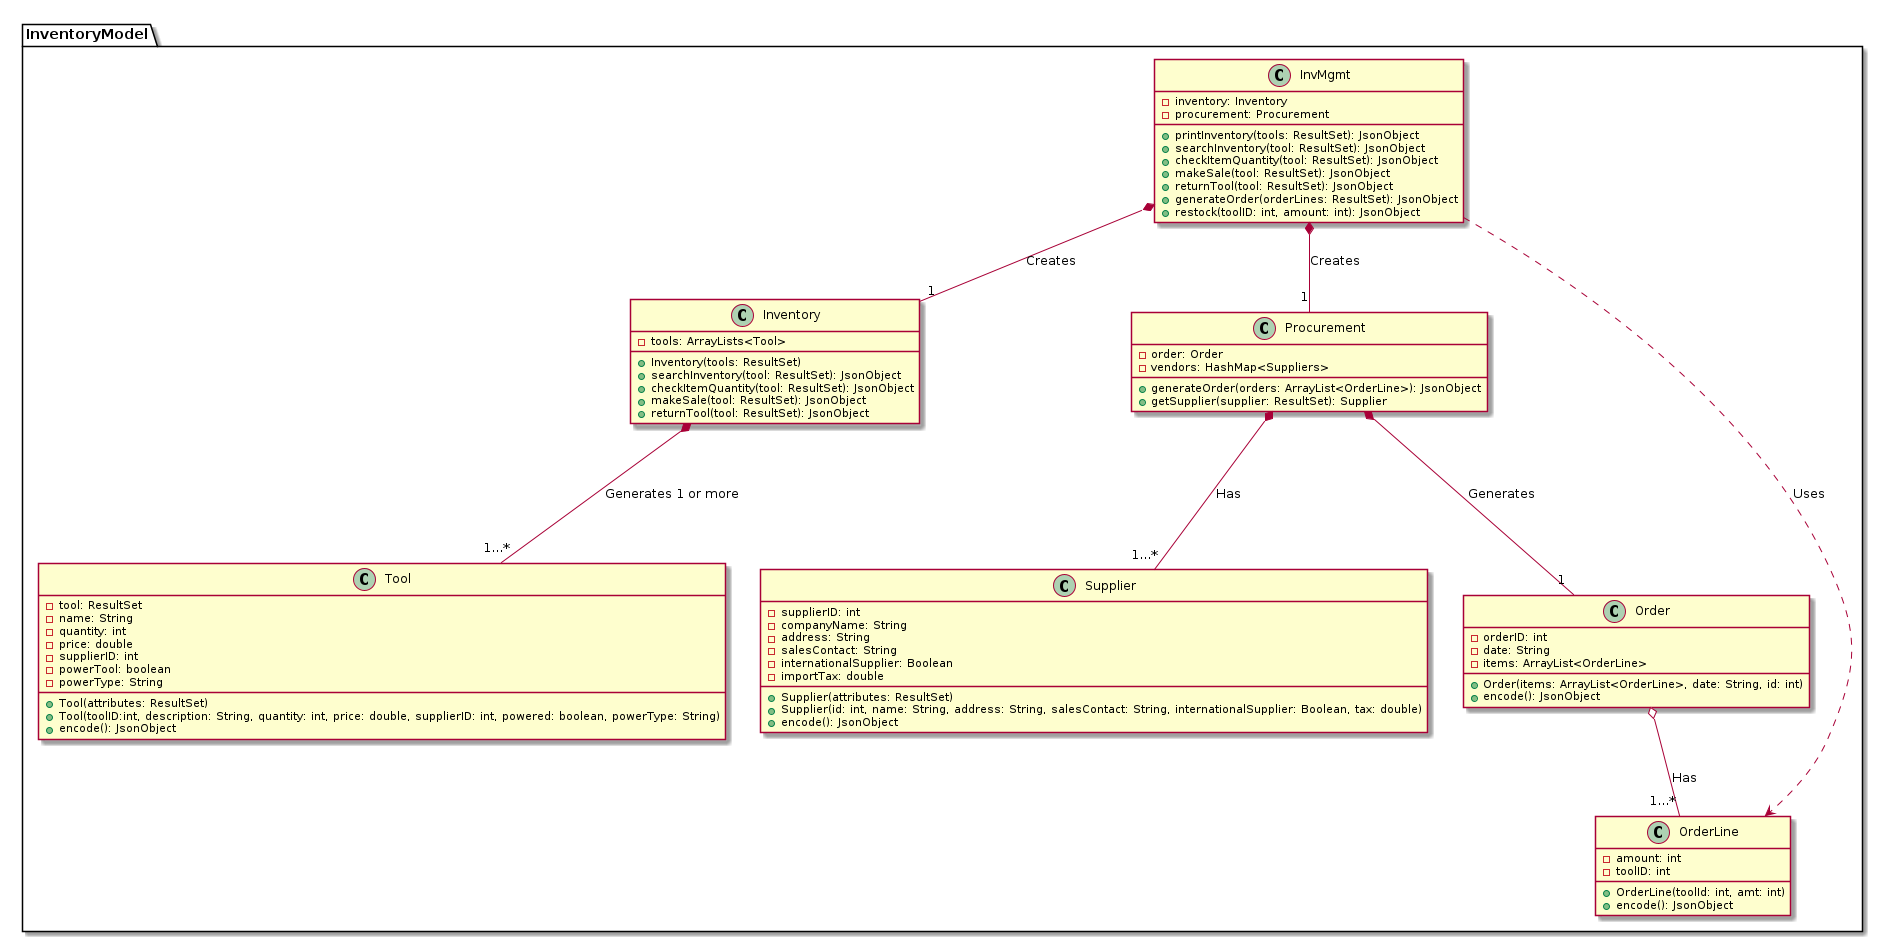 InventoryModel
C InvMgmt
inventory: Inventory
procurement: Procurement
printInventory(tools: ResultSet): JsonObject
searchInventory(tool: ResultSet): JsonObject
checkItemQuantity(tool: ResultSet): JsonObject
makeSale(tool: ResultSet): JsonObject
returnTool(tool: ResultSet): JsonObject
generateOrder(orderLines: ResultSet): JsonObject
restock(toolID: int, amount: int): JsonObject
Creates
1
Creates
1
C Inventory
tools: ArrayLists<Tool>
Inventory(tools: ResultSet)
searchInventory(tool: ResultSet): JsonObject
checkItemQuantity(tool: ResultSet): JsonObject
makeSale(tool: ResultSet): JsonObject
returnTool(tool: ResultSet): JsonObject
C Procurement
order: Order
vendors: HashMap<Suppliers>
generateOrder(orders: ArrayList<OrderLine>): JsonObject
getSupplier(supplier: ResultSet): Supplier
Generates 1 or more
1...*
Has
1...*
Generates
1
Uses
C Tool
tool: ResultSet
name: String
quantity: int
price: double
supplierID: int
powerTool: boolean
powerType: String
Tool(attributes: ResultSet)
Tool(toolID:int, description: String, quantity: int, price: double, supplierID: int, powered: boolean, powerType: String)
encode(): JsonObject
C Supplier
supplierID: int
companyName: String
address: String
salesContact: String
internationalSupplier: Boolean
importTax: double
Supplier(attributes: ResultSet)
Supplier(id: int, name: String, address: String, salesContact: String, internationalSupplier: Boolean, tax: double)
encode(): JsonObject
C Order
orderID: int
date: String
items: ArrayList<OrderLine>
Order(items: ArrayList<OrderLine>, date: String, id: int)
encode(): JsonObject
Has
1...*
C OrderLine
amount: int
toolID: int
OrderLine(toolId: int, amt: int)
encode(): JsonObject